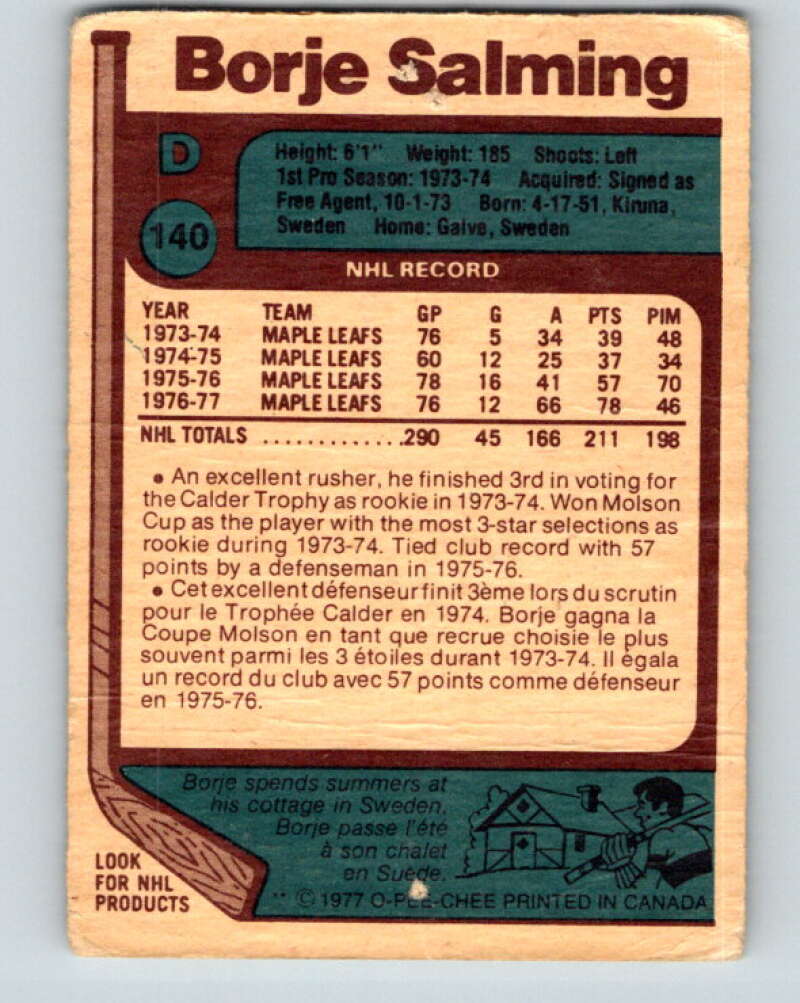 Borje Salming
D
140
Height: 6'1" Weight: 185 Shoots: Left
1st Pro Season: 1973-74 Acquired: Signed as
Free Agent, 10-1-73 Born: 4-17-51, Kiruna,
Sweden Home: Galve, Sweden
NHL RECORD
YEAR TEAM GP G A PTS PIM
1973-74 MAPLE LEAFS 76 5 34 39 48
1974-75 MAPLE LEAFS 60 12 25 37 34
1975-76 MAPLE LEAFS 78 16 41 57 70
1976-77 MAPLE LEAFS 76 12 66 78 46
NHL TOTALS .............290 45 166 211 198
• An excellent rusher, he finished 3rd in voting for
the Calder Trophy as rookie in 1973-74. Won Molson
Cup as the player with the most 3-star selections as
rookie during 1973-74. Tied club record with 57
points by a defenseman in 1975-76.
• Cet excellent défenseur finit 3ème lors du scrutin
pour le Trophée Calder en 1974. Borje gagna la
Coupe Molson en tant que recrue choisie le plus
souvent parmi les 3 étoiles durant 1973-74. Il égala
un record du club avec 57 points comme défenseur
en 1975-76.
Borje spends summers at
his cottage in Sweden.
Borje passe l'été
à son chalet
en Suède.
LOOK
FOR NHL
PRODUCTS
** © 1977 O-PEE-CHEE PRINTED IN CANADA